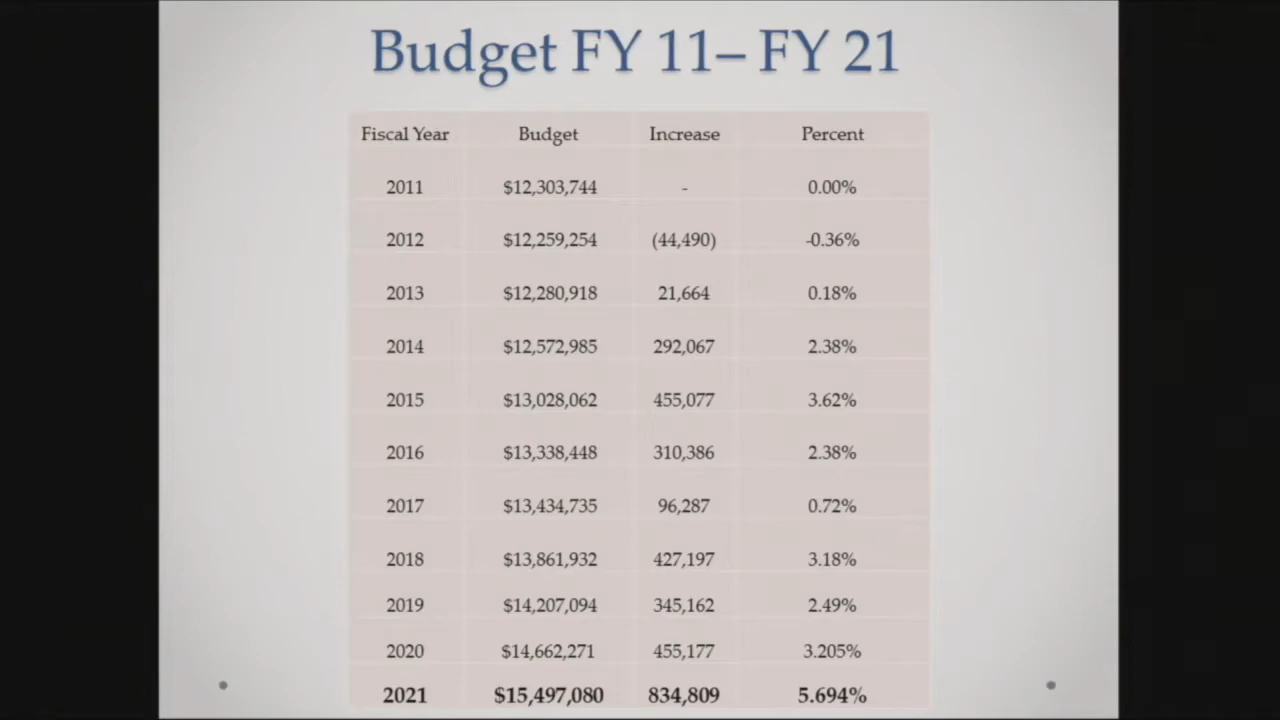 Budget FY 11– FY 21
Fiscal Year Budget Increase Percent
2011 $12,303,744 - 0.00%
2012 $12,259,254 (44,490) -0.36%
2013 $12,280,918 21,664 0.18%
2014 $12,572,985 292,067 2.38%
2015 $13,028,062 455,077 3.62%
2016 $13,338,448 310,386 2.38%
2017 $13,434,735 96,287 0.72%
2018 $13,861,932 427,197 3.18%
2019 $14,207,094 345,162 2.49%
2020 $14,662,271 455,177 3.205%
2021 $15,497,080 834,809 5.694%